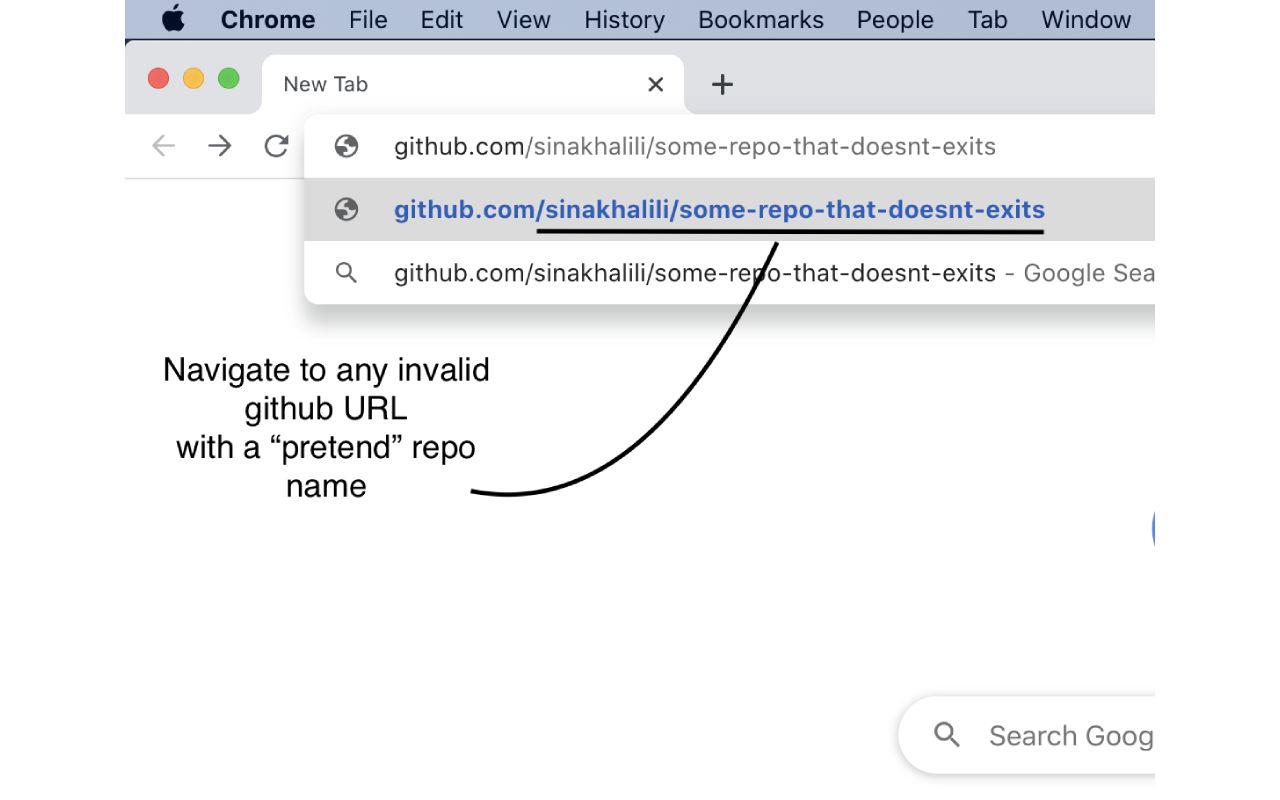 Chrome File Edit View History Bookmarks People Tab Window
New Tab
github.com/sinakhalili/some-repo-that-doesnt-exits
github.com/sinakhalili/some-repo-that-doesnt-exits
github.com/sinakhalili/some-repo-that-doesnt-exits - Google Sea
Navigate to any invalid
github URL
with a “pretend” repo
name
Search Goog